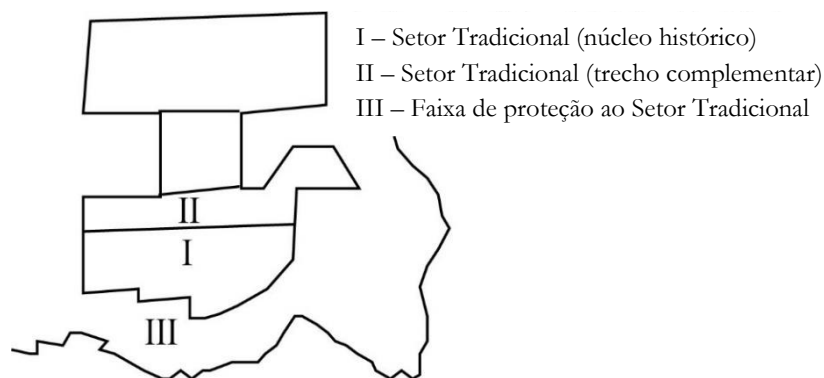 I – Setor Tradicional (núcleo histórico)
II – Setor Tradicional (trecho complementar)
III – Faixa de proteção ao Setor Tradicional
II
I
III